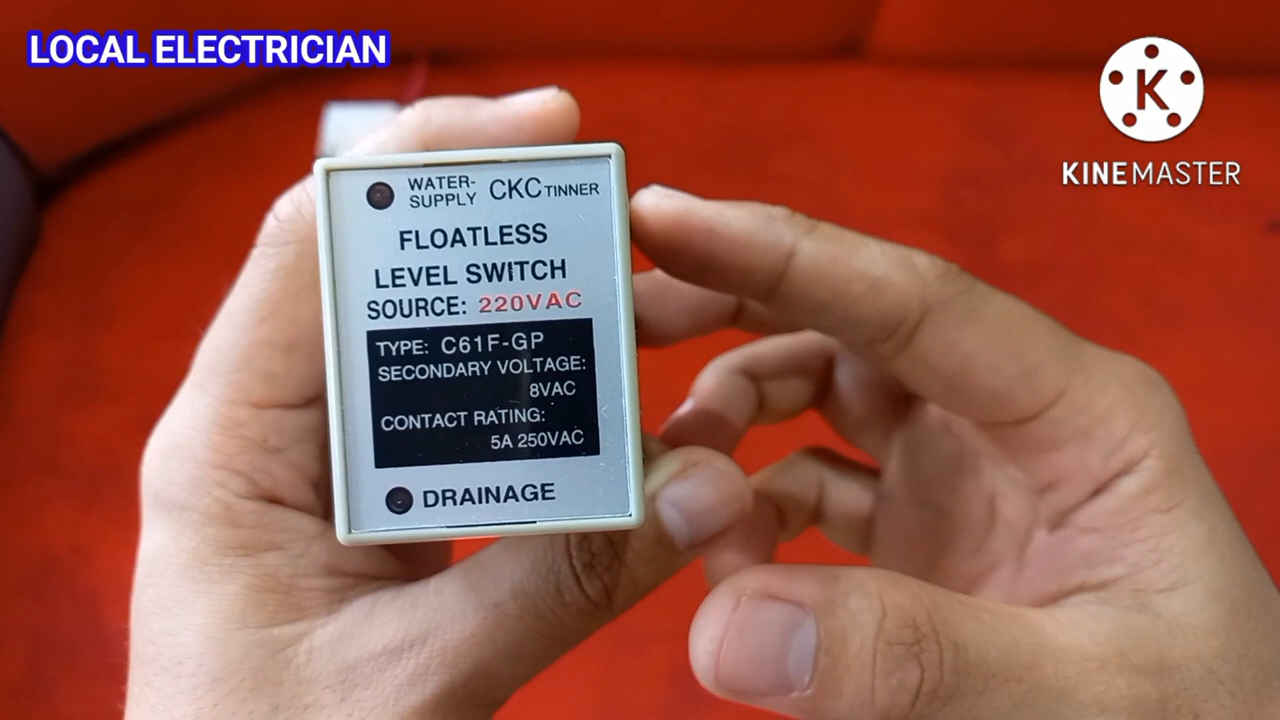 LOCAL ELECTRICIAN
K
KINEMASTER
WATER-
SUPPLY
CKC TINNER
FLOATLESS
LEVEL SWITCH
SOURCE: 220VAC
TYPE: C61F-GP
SECONDARY VOLTAGE:
8VAC
CONTACT RATING:
5A 250VAC
DRAINAGE